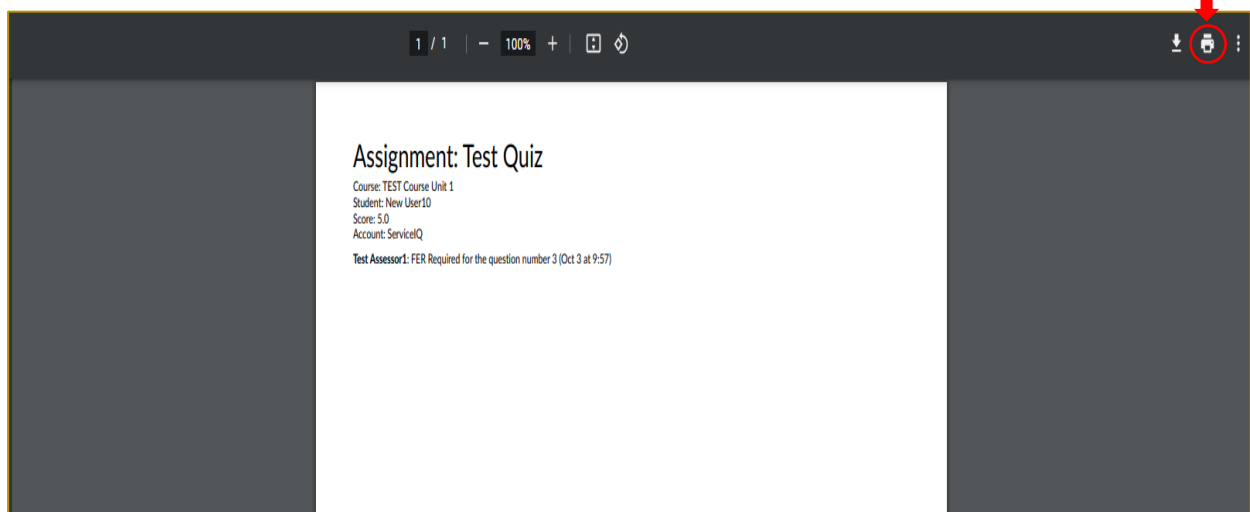 1 / 1 100%
Assignment: Test Quiz
Course: TEST Course Unit 1
Student: New User10
Score: 5.0
Account: ServiceIQ
Test Assessor1: FER Required for the question number 3 (Oct 3 at 9:57)